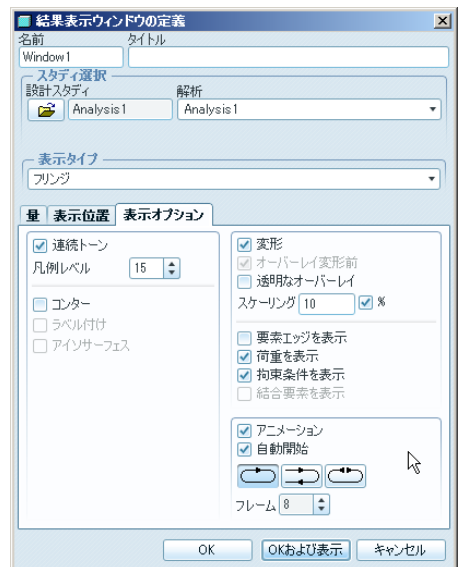 結果表示ウィンドウの定義
名前 タイトル
Window1
スタディ選択
設計スタディ 解析
Analysis1 Analysis1
表示タイプ
フリンジ
量 表示位置 表示オプション
連続トーン
凡例レベル 15
コンター
ラベル付け
アイソサーフェス
変形
オーバーレイ変形前
透明なオーバーレイ
スケーリング 10 %
要素エッジを表示
荷重を表示
拘束条件を表示
結合要素を表示
アニメーション
自動開始
フレーム 8
OK OKおよび表示 キャンセル